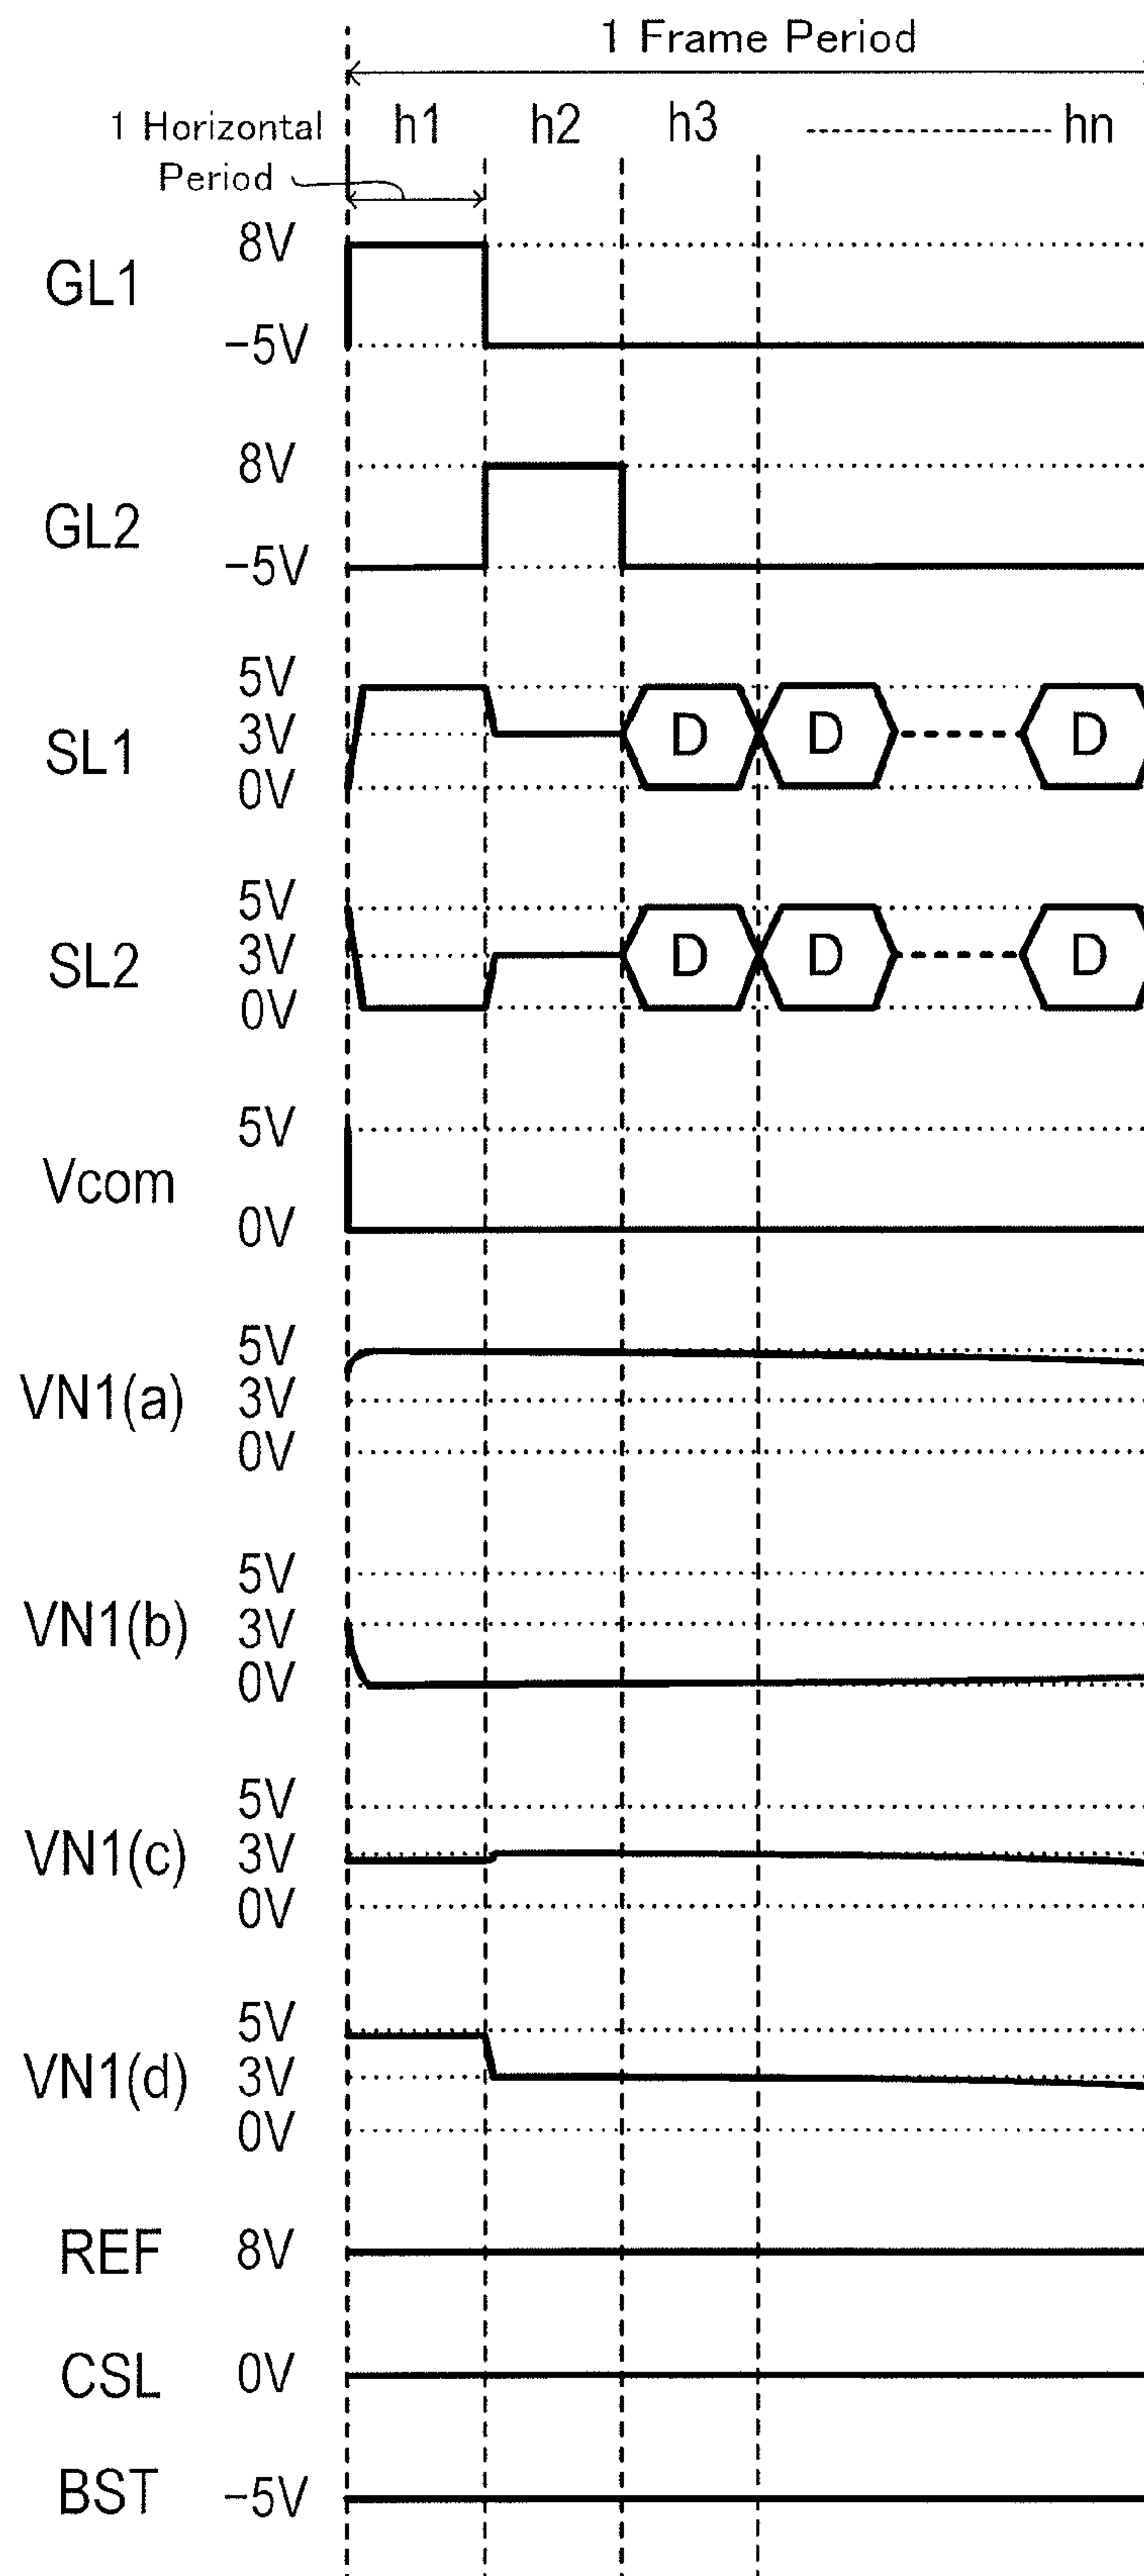 1 Frame Period
1 Horizontal Period
h1 h2 h3 hn
GL1 8V -5V
GL2 8V -5V
SL1 5V 3V 0V D D D
SL2 5V 3V 0V D D D
Vcom 5V 0V
VN1(a) 5V 3V 0V
VN1(b) 5V 3V 0V
VN1(c) 5V 3V 0V
VN1(d) 5V 3V 0V
REF 8V
CSL 0V
BST -5V